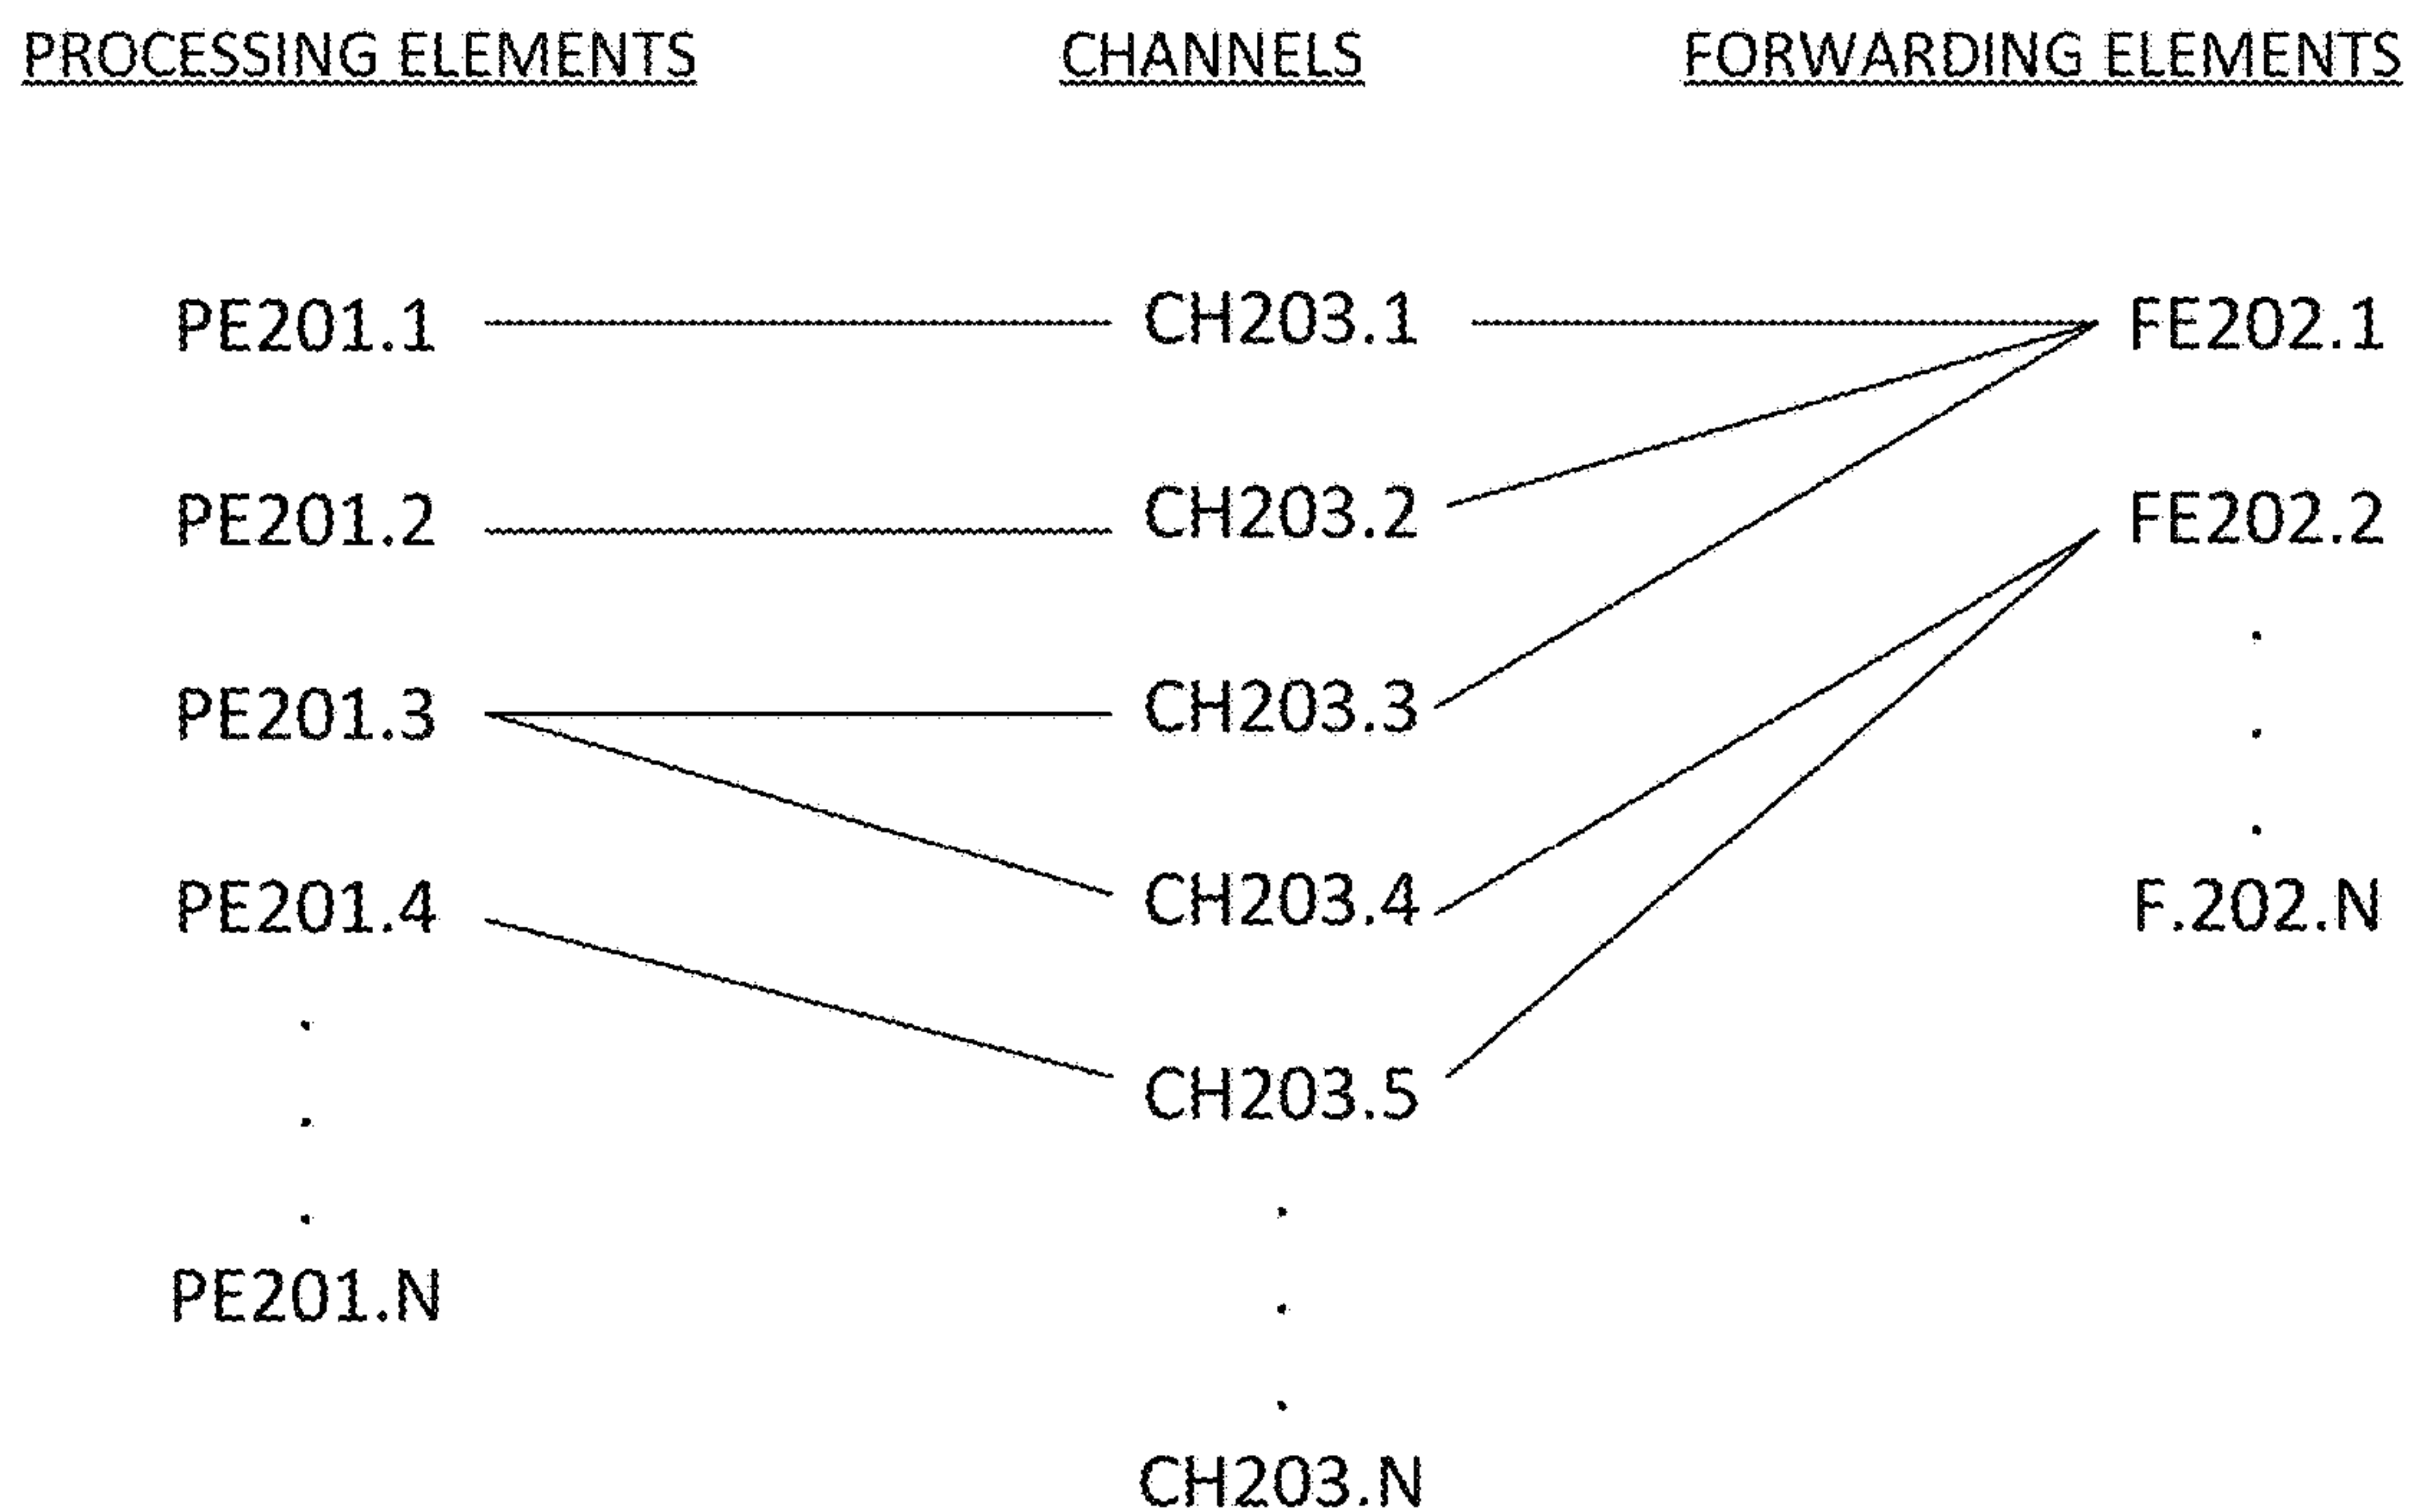 PROCESSING ELEMENTS CHANNELS FORWARDING ELEMENTS
PE201.1 CH203.1 FE202.1
PE201.2 CH203.2 FE202.2
PE201.3 CH203.3
PE201.4 CH203.4 F.202.N
CH203.5
PE201.N
CH203.N